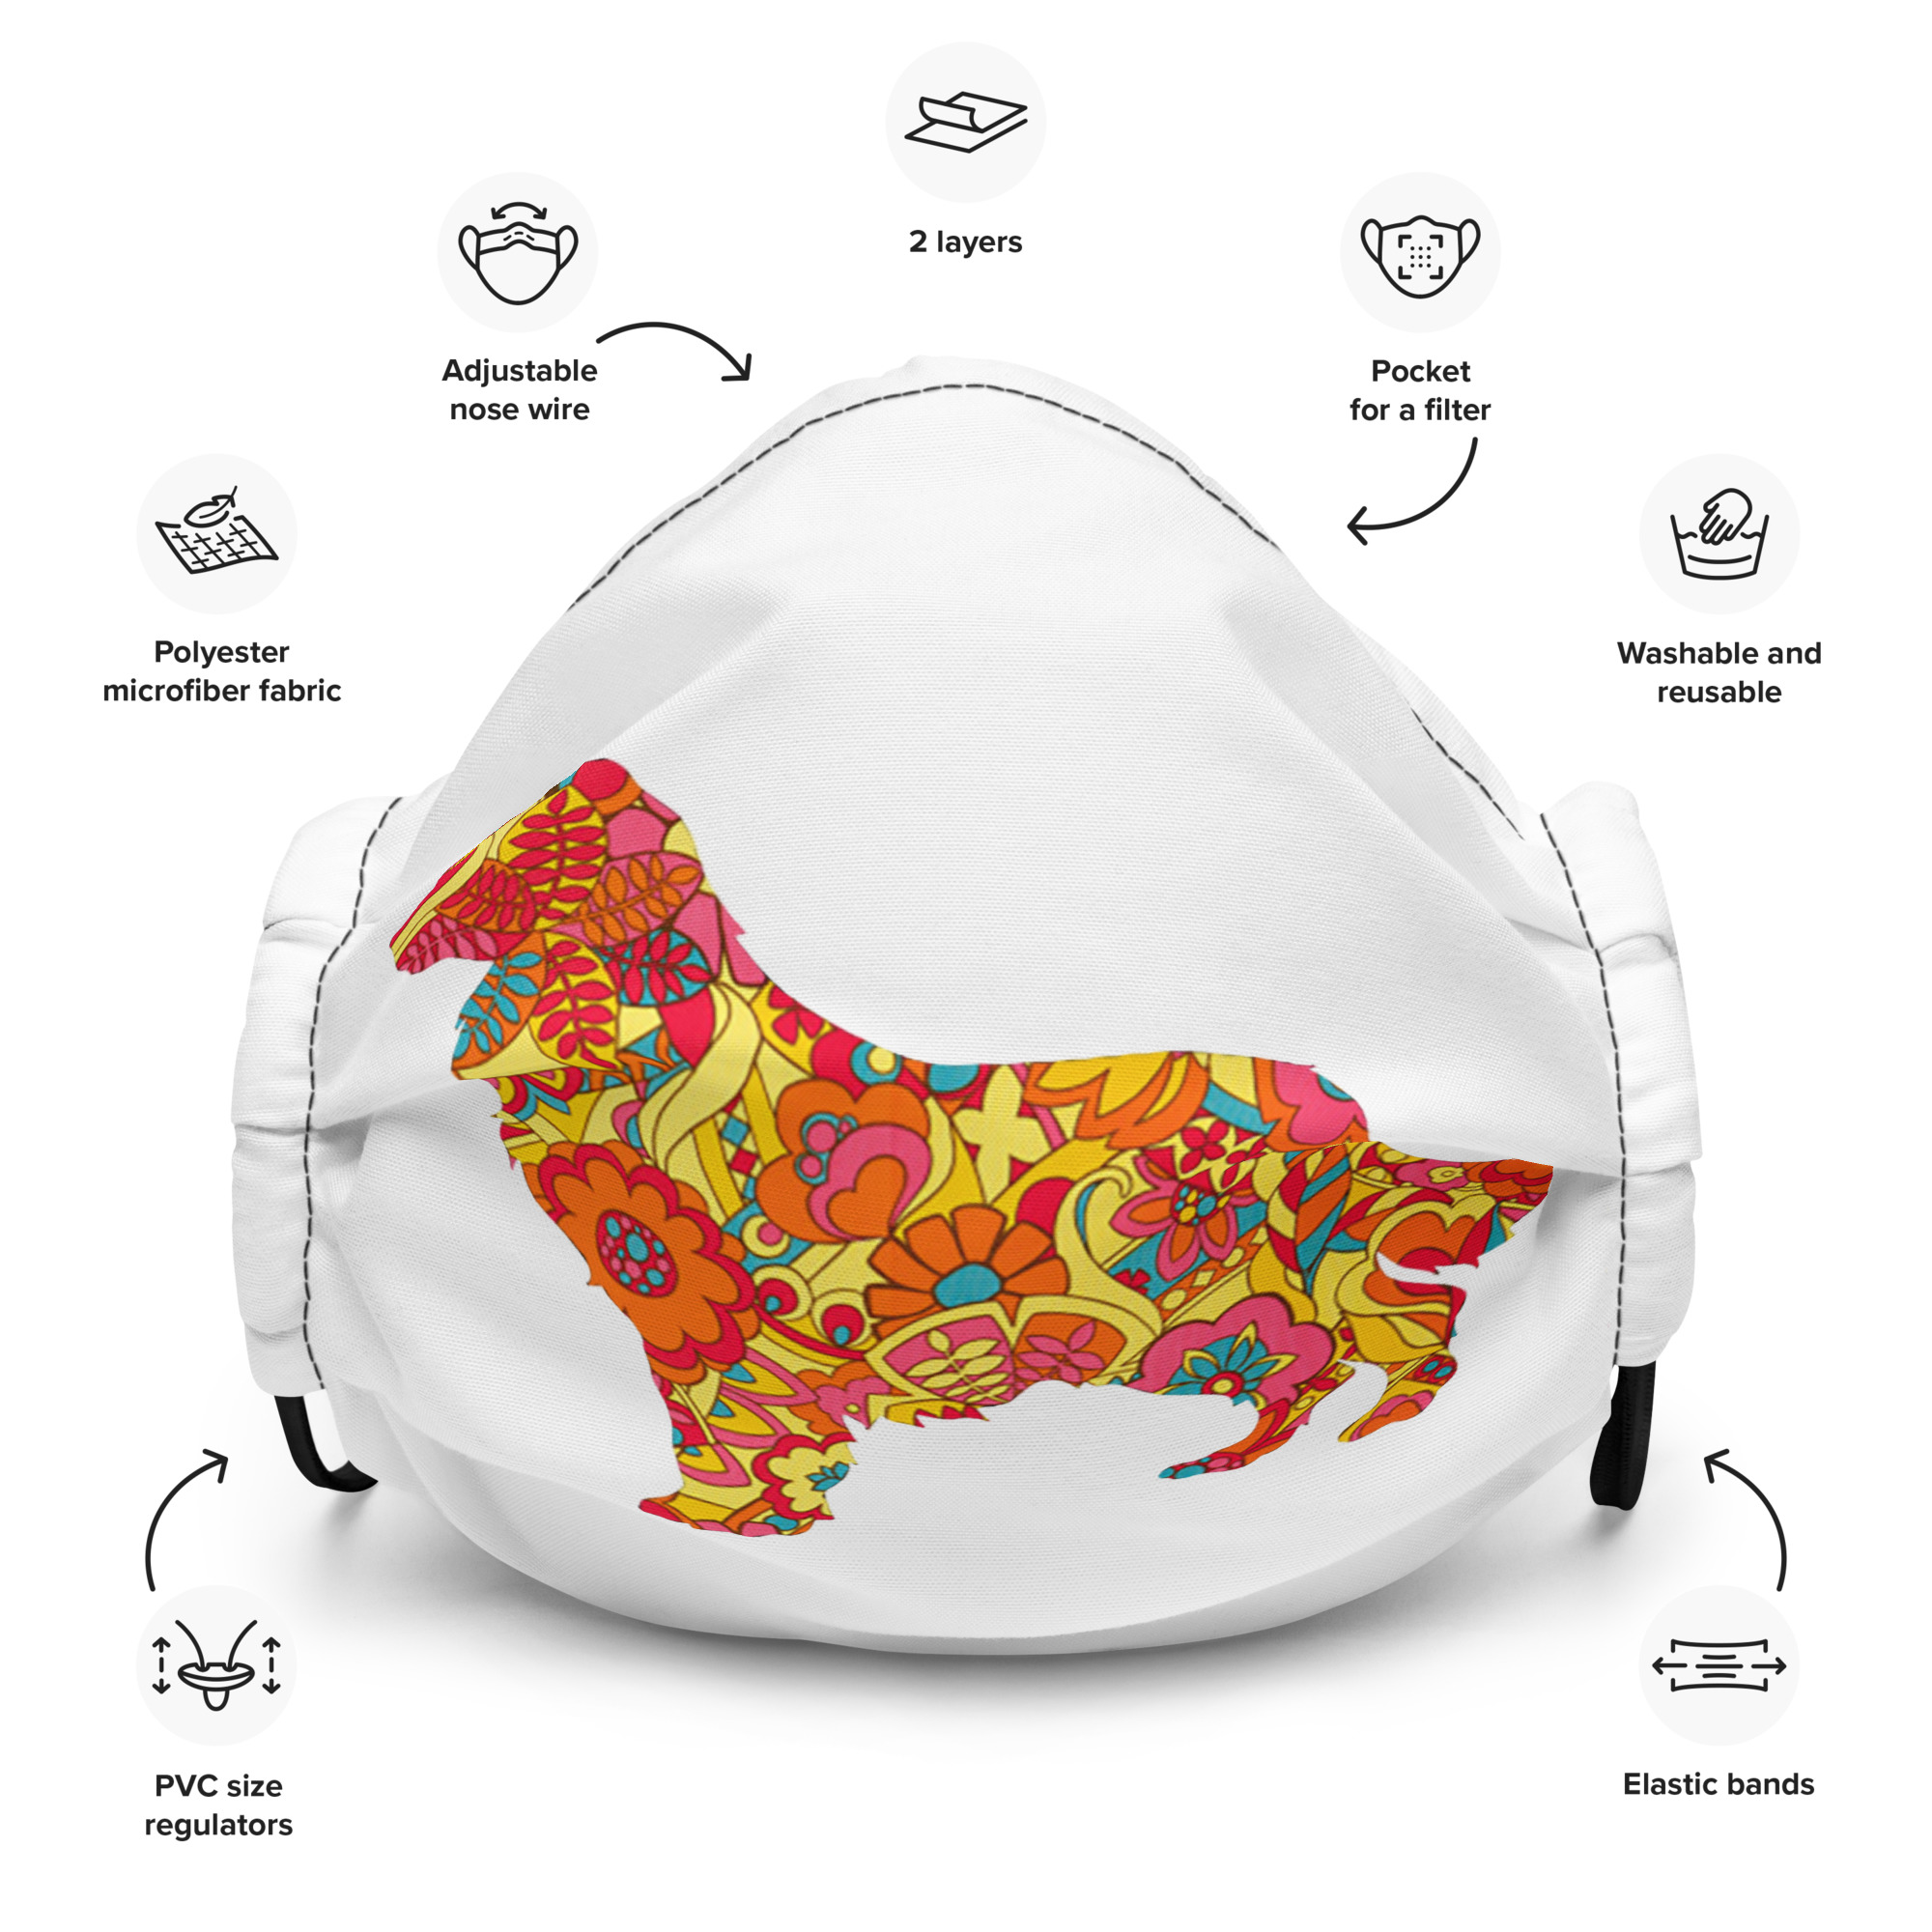 2 layers
Adjustable
nose wire
Pocket
for a filter
Polyester
microfiber fabric
Washable and
reusable
PVC size
regulators
Elastic bands